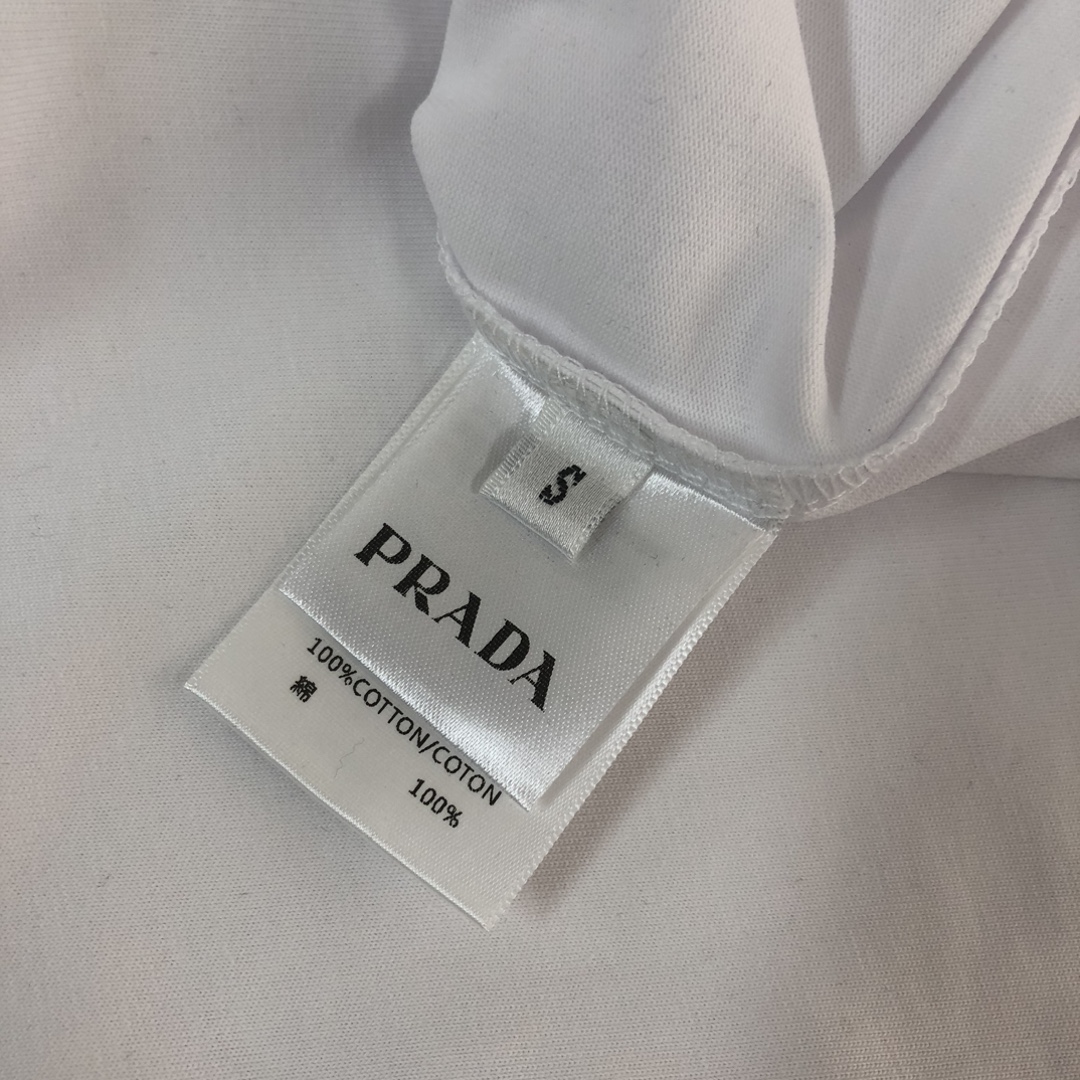 S
PRADA
100%COTTON/COTON
綿 100%